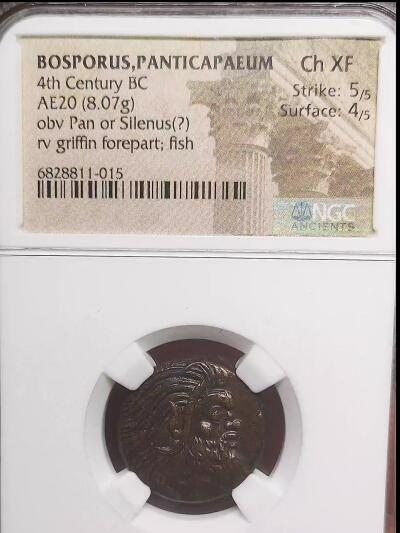 BOSPORUS,PANTICAPAEUM Ch XF
4th Century BC Strike: 5/5
AE20 (8.07g) Surface: 4/5
obv Pan or Silenus(?)
rv griffin forepart; fish
6828811-015
NGC
ANCIENTS